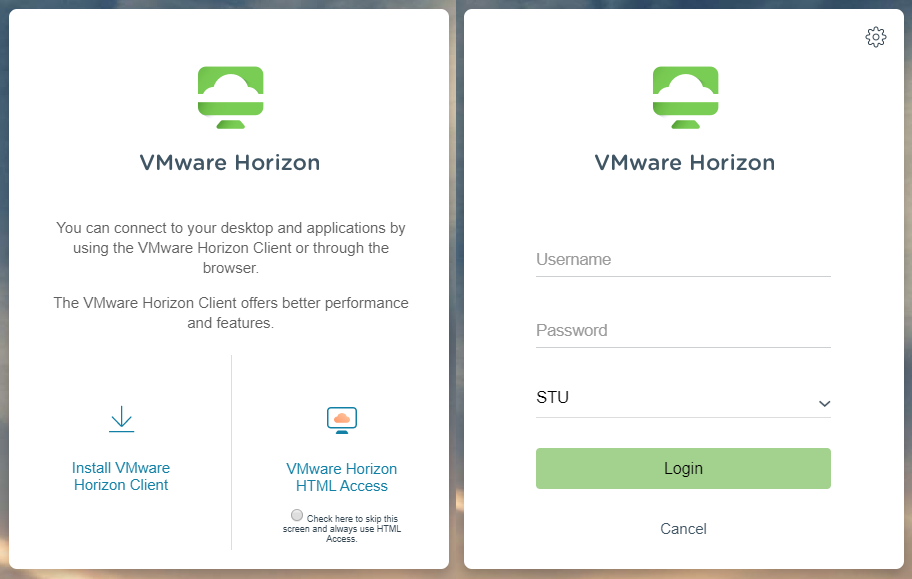 VMware Horizon
You can connect to your desktop and applications by
using the VMware Horizon Client or through the
browser.
The VMware Horizon Client offers better performance
and features.
Install VMware
Horizon Client
VMware Horizon
HTML Access
Check here to skip this
screen and always use HTML
Access.
VMware Horizon
Username
Password
STU
Login
Cancel